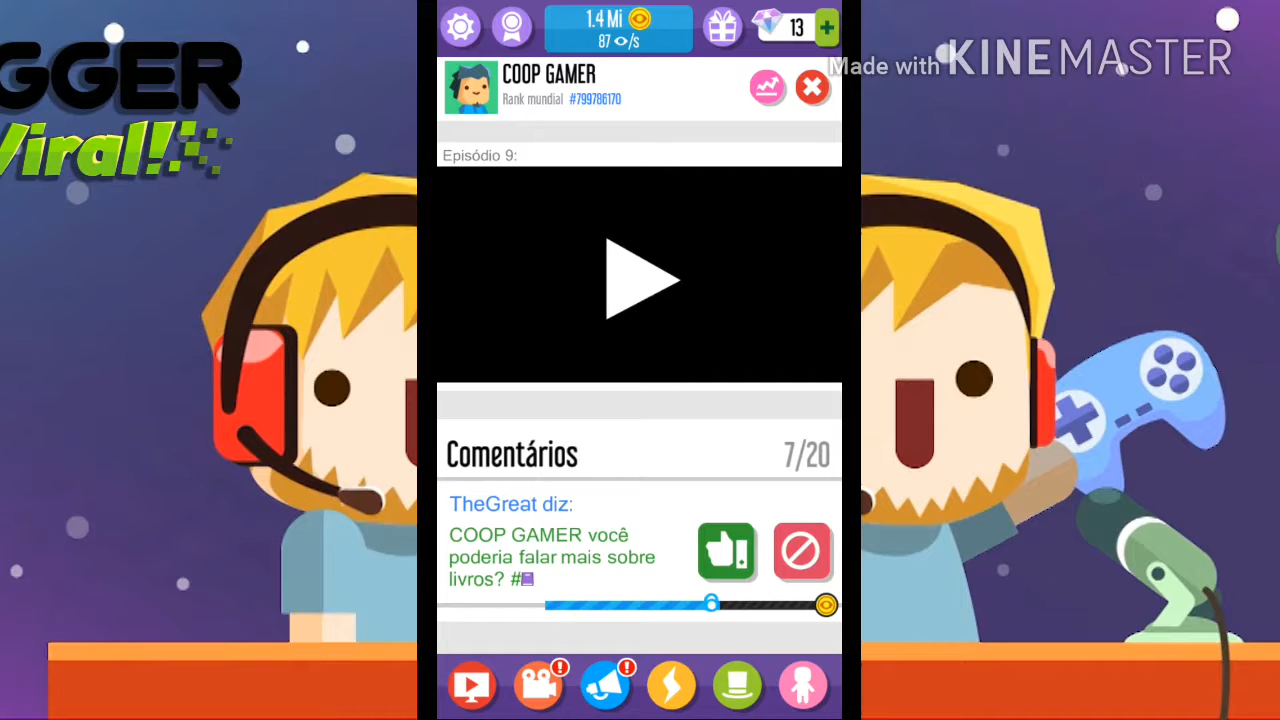 GGER
Viral!
1.4 Mi
87 /s
13
+
Made with KINEMASTER
COOP GAMER
Rank mundial #799786170
Episódio 9:
Comentários 7/20
TheGreat diz:
COOP GAMER você
poderia falar mais sobre
livros? #